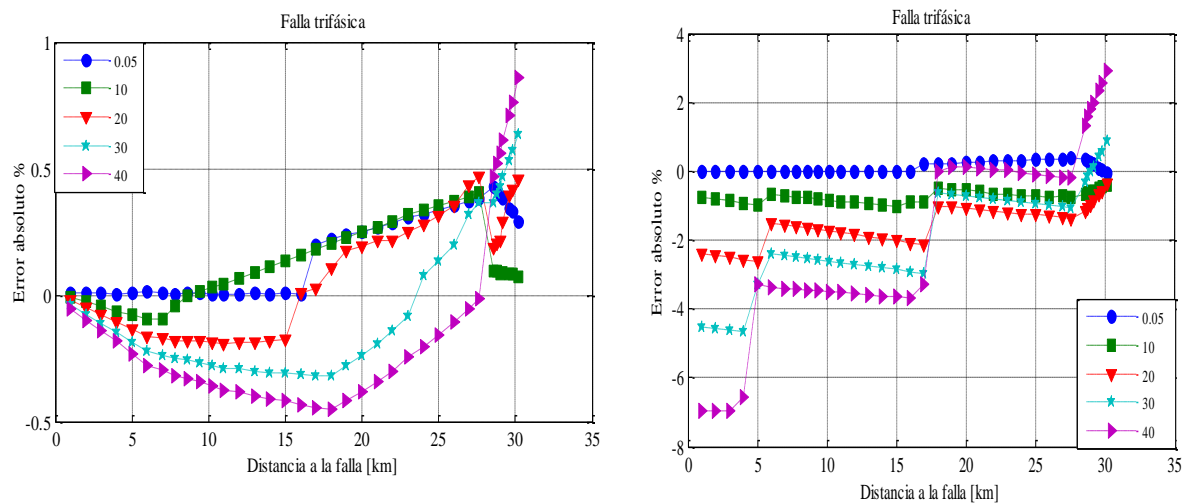 Falla trifásica
1
0.5
0
-0.5
0.05
10
20
30
40
Error absoluto %
0 5 10 15 20 25 30 35
Distancia a la falla [km]
Falla trifásica
4
2
0
-2
-4
-6
-8
Error absoluto %
0.05
10
20
30
40
0 5 10 15 20 25 30 35
Distancia a la falla [km]